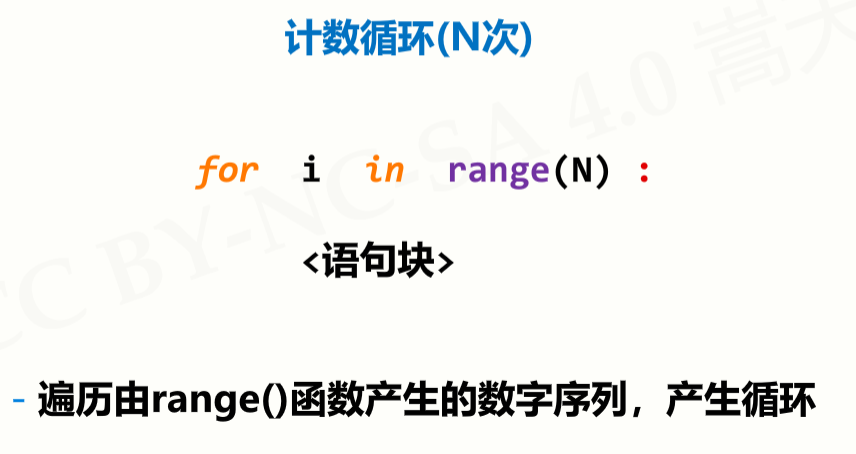 计数循环(N次)
for i in range(N) :
<语句块>
- 遍历由range()函数产生的数字序列，产生循环
CC BY-NC-SA 4.0 嵩天